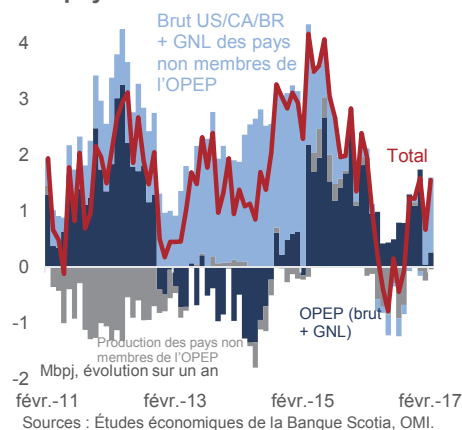 Brut US/CA/BR
+ GNL des pays
non membres de
l'OPEP
4
3
2
1
0
-1
-2
Total
OPEP (brut
+ GNL)
Production des pays non
membres de l'OPEP
Mbpj, évolution sur un an
févr.-11
févr.-13
févr.-15
févr.-17
Sources : Études économiques de la Banque Scotia, OMI.